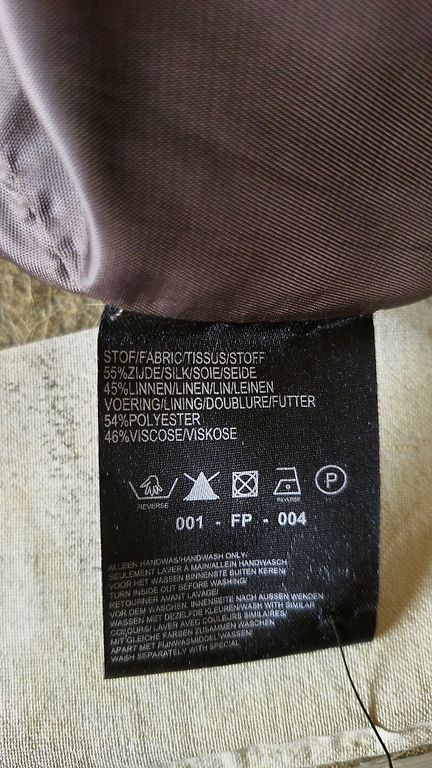 STOF/FABRIC/TISSUS/STOFF
55%ZIJDE/SILK/SOIE/SEIDE
45%LINNEN/LINEN/LIN/LEINEN
VOERING/LINING/DOUBLURE/FUTTER
54%POLYESTER
46%VISCOSE/VISKOSE
REVERSE REVERSE P
001 - FP - 004
ALLEEN HANDWAS/HANDWASH ONLY/
SEULEMENT LAVER A MAIN/ALLEIN HANDWASCH
VOOR HET WASSEN BINNENSTE BUITEN KEREN/
TURN INSIDE OUT BEFORE WASHING/
RETOURNER AVANT LAVAGE/
VOR DEM WASCHEN, INNENSEITE NACH AUSSEN WENDEN
WASSEN MET DEZELFDE KLEUREN/WASH WITH SIMILAR
COLOURS/ LAVER AVEC COULEURS SIMILAIRES/
MIT GLEICHE FARBEN ZUSAMMEN WASCHEN
APART MET FIJNWASMIDDELWASSEN/
WASH SEPARATELY WITH SPECIAL